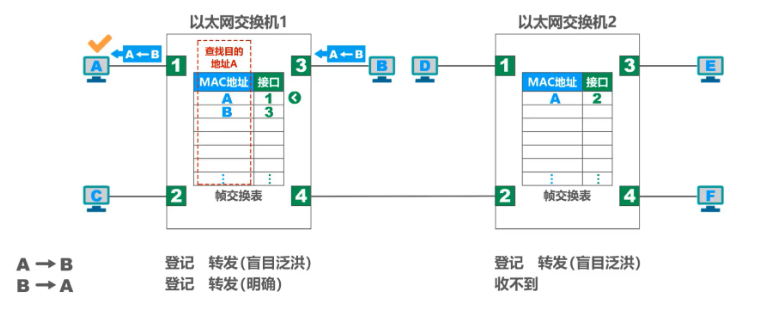 以太网交换机1 以太网交换机2
A←B 查找目的 A←B
地址A
A 1 3 B D 1 3 E
MAC地址 接口 MAC地址 接口
A 1 A 2
B 3
⋮ ⋮ ⋮ ⋮
C 2 帧交换表 4 2 帧交换表 4 F
A→B 登记 转发(盲目泛洪) 登记 转发(盲目泛洪)
B→A 登记 转发(明确) 收不到